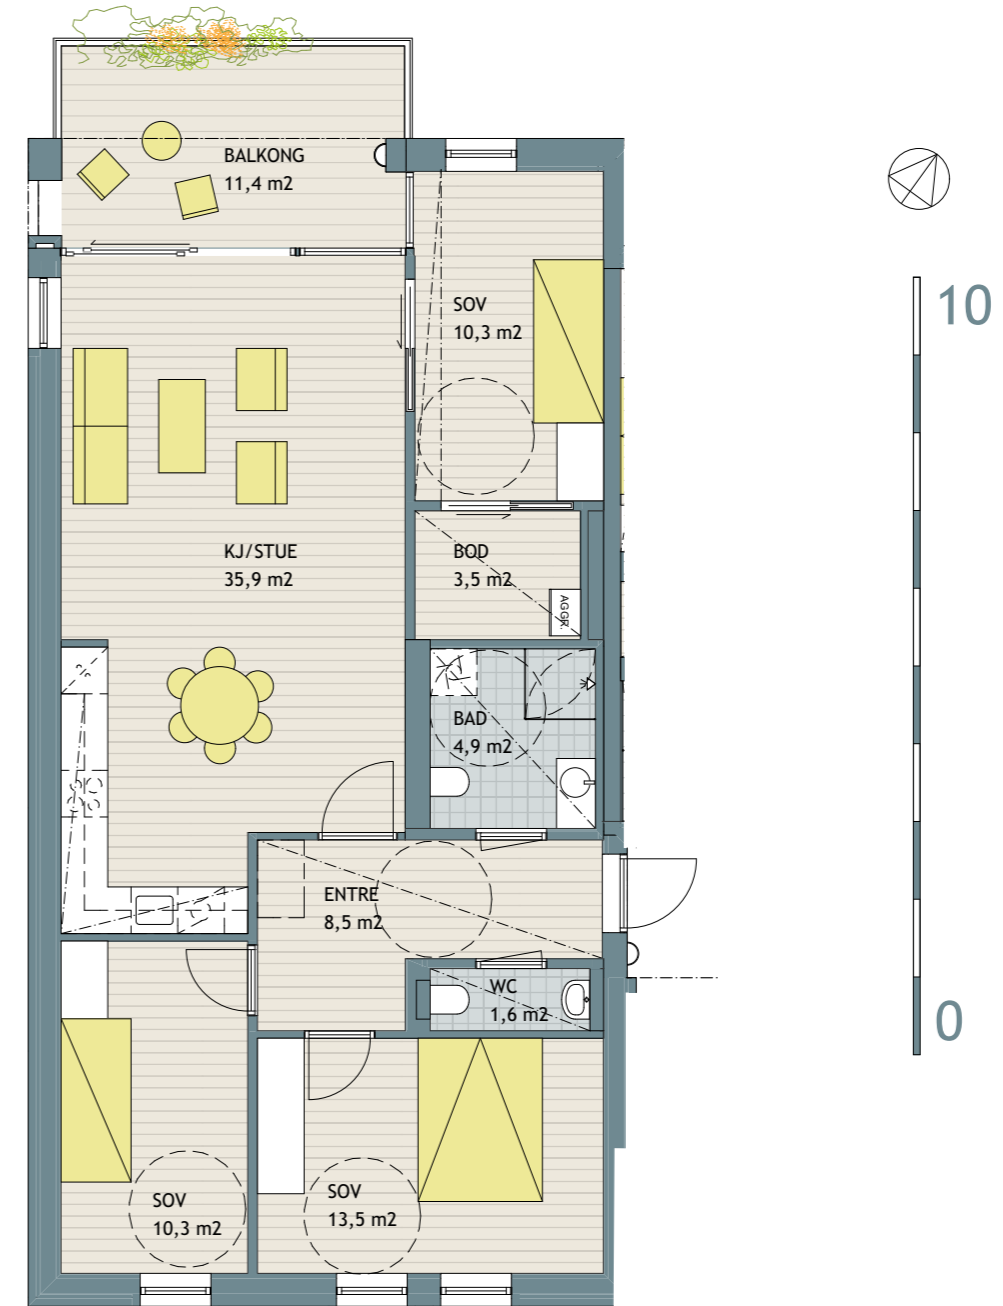 BALKONG
11,4 m2
SOV
10,3 m2
10
KJ/STUE
35,9 m2
BOD
3,5 m2
AGGR.
BAD
4,9 m2
ENTRE
8,5 m2
WC
1,6 m2
0
SOV
10,3 m2
SOV
13,5 m2